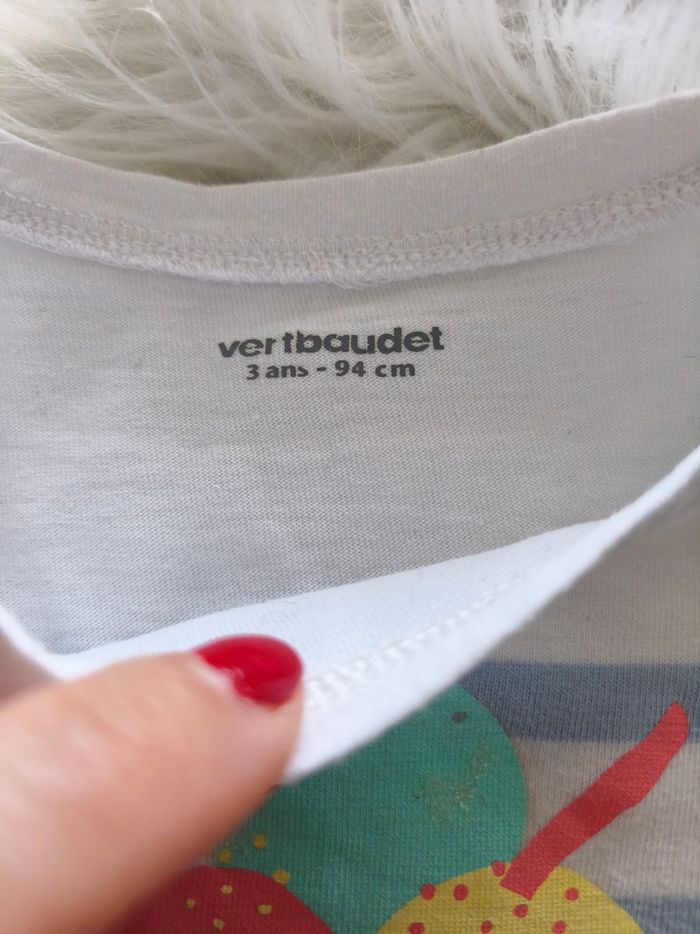 vertbaudet
3 ans - 94 cm